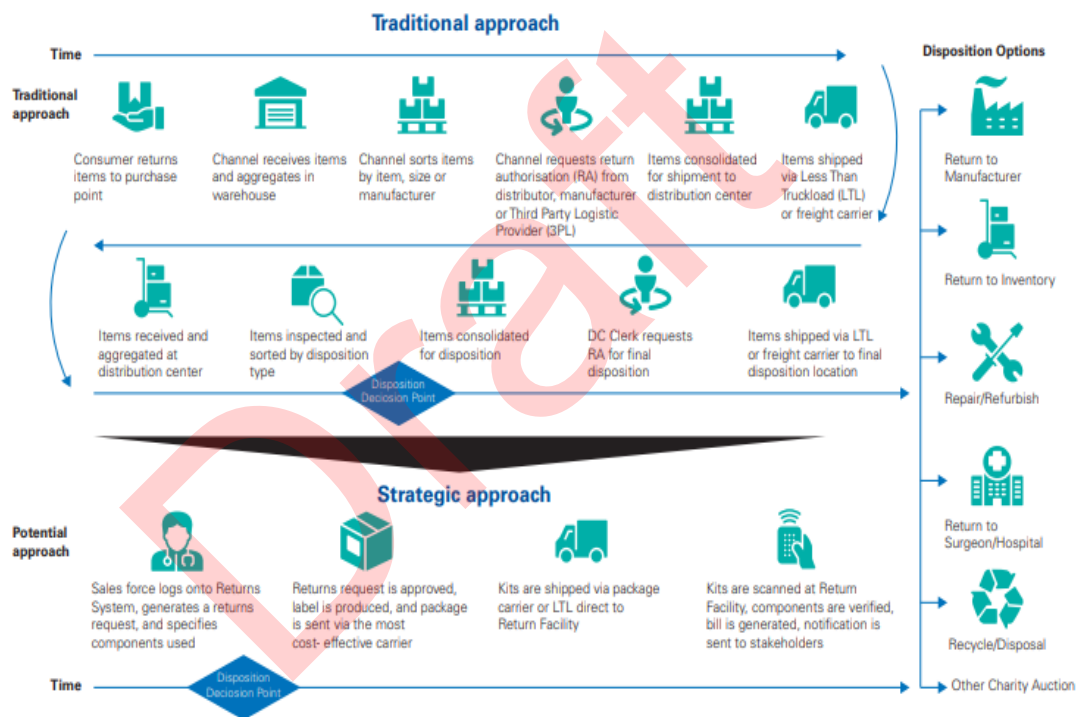 Traditional approach
Time
Disposition Options
Traditional
approach
Consumer returns
items to purchase
point
Channel receives items
and aggregates in
warehouse
Channel sorts items
by item, size or
manufacturer
Channel requests return
authorisation (RA) from
distributor, manufacturer
or Third Party Logistic
Provider (3PL)
Items consolidated
for shipment to
distribution center
Items shipped
via Less Than
Truckload (LTL)
or freight carrier
Return to
Manufacturer
Return to Inventory
Items received and
aggregated at
distribution center
Items inspected and
sorted by disposition
type
Items consolidated
for disposition
DC Clerk requests
RA for final
disposition
Items shipped via LTL
or freight carrier to final
disposition location
Disposition
Deciosion Point
Repair/Refurbish
Strategic approach
Potential
approach
Sales force logs onto Returns
System, generates a returns
request, and specifies
components used
Returns request is approved,
label is produced, and package
is sent via the most
cost- effective carrier
Kits are shipped via package
carrier or LTL direct to
Return Facility
Kits are scanned at Return
Facility, components are verified,
bill is generated, notification is
sent to stakeholders
Return to
Surgeon/Hospital
Recycle/Disposal
Time
Disposition
Deciosion Point
Other Charity Auction
Draft